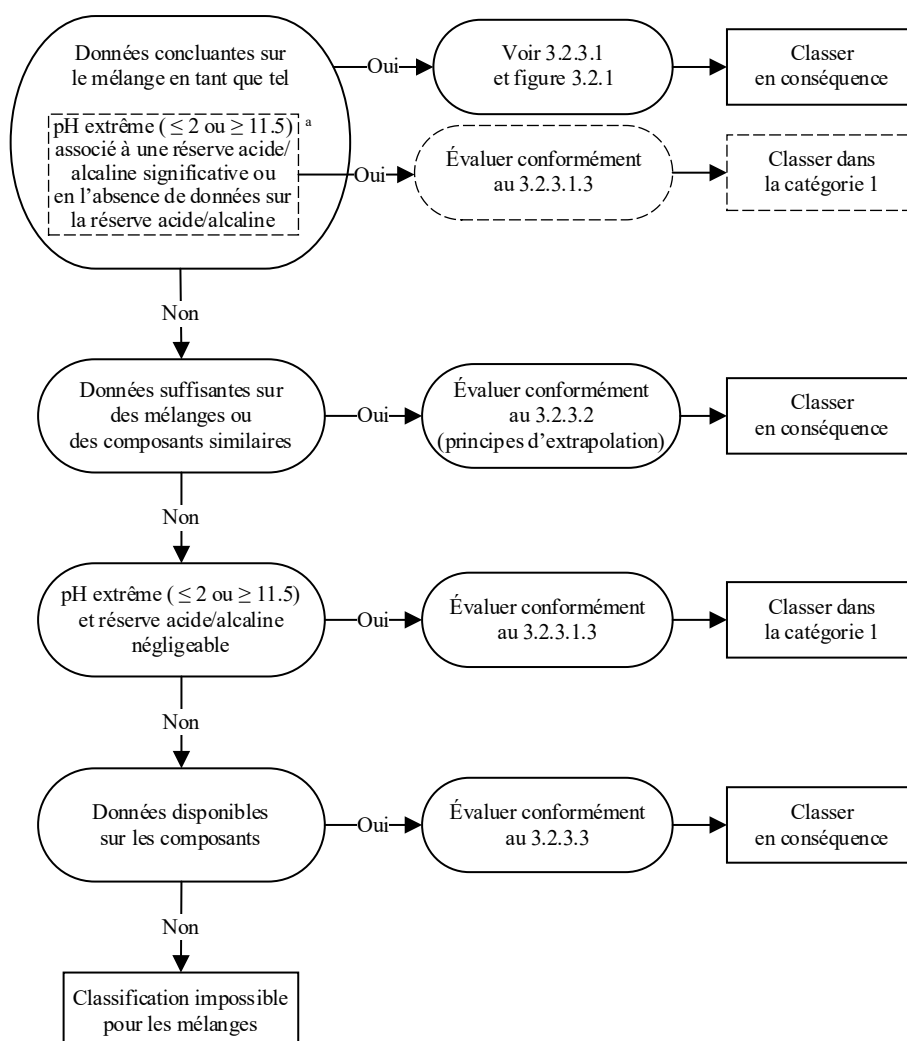 Données concluantes sur
le mélange en tant que tel
Oui
Voir 3.2.3.1
et figure 3.2.1
Classer
en conséquence
pH extrême ( ≤ 2 ou ≥ 11.5) a
associé à une réserve acide/
alcaline significative ou
en l’absence de données sur
la réserve acide/alcaline
Oui
Évaluer conformément
au 3.2.3.1.3
Classer dans
la catégorie 1
Non
Données suffisantes sur
des mélanges ou
des composants similaires
Oui
Évaluer conformément
au 3.2.3.2
(principes d’extrapolation)
Classer
en conséquence
Non
pH extrême ( ≤ 2 ou ≥ 11.5)
et réserve acide/alcaline
négligeable
Oui
Évaluer conformément
au 3.2.3.1.3
Classer dans
la catégorie 1
Non
Données disponibles
sur les composants
Oui
Évaluer conformément
au 3.2.3.3
Classer
en conséquence
Non
Classification impossible
pour les mélanges